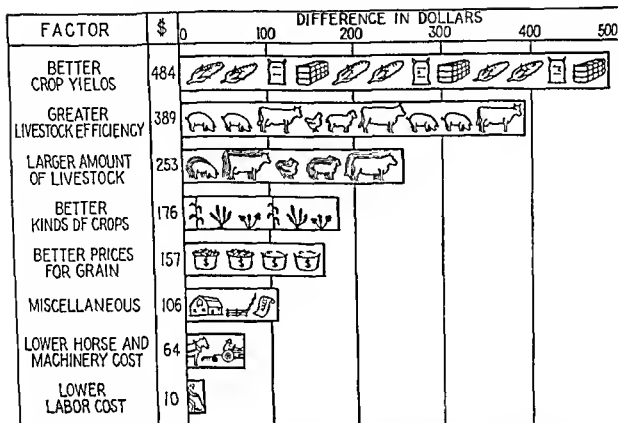 FACTOR $ DIFFERENCE IN DOLLARS
0 100 200 300 400 500
BETTER
CROP YIELDS 484
GREATER
LIVESTOCK EFFICIENCY 389
LARGER AMOUNT
OF LIVESTOCK 253
BETTER
KINDS OF CROPS 176
BETTER PRICES
FOR GRAIN 157
$ $ $ $
MISCELLANEOUS 106
LOWER HORSE AND
MACHINERY COST 64
LOWER
LABOR COST 10